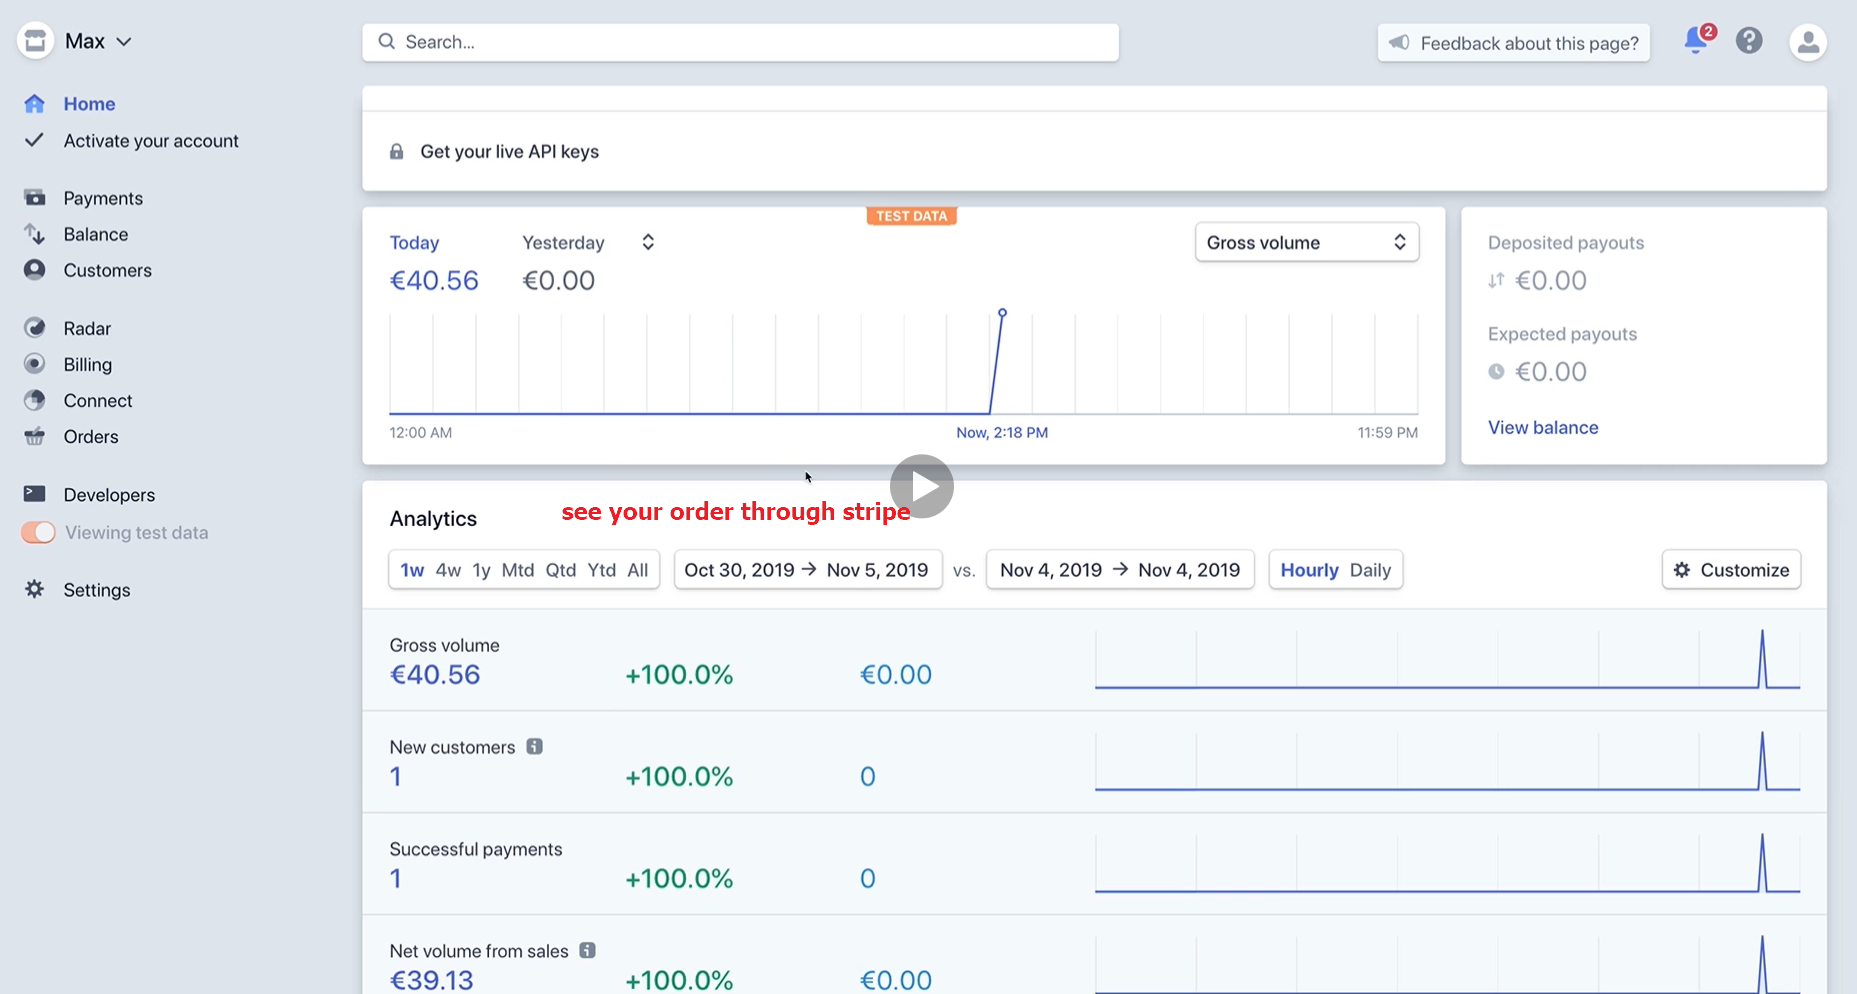 Max
Search...
Feedback about this page?
2
Home
Activate your account
Payments
Balance
Customers
Radar
Billing
Connect
Orders
Developers
Viewing test data
Settings
Get your live API keys
TEST DATA
Today
Yesterday
Gross volume
€40.56
€0.00
12:00 AM
Now, 2:18 PM
11:59 PM
Deposited payouts
€0.00
Expected payouts
€0.00
View balance
see your order through stripe
Analytics
1w 4w 1y Mtd Qtd Ytd All
Oct 30, 2019 → Nov 5, 2019
vs.
Nov 4, 2019 → Nov 4, 2019
Hourly Daily
Customize
Gross volume
€40.56 +100.0% €0.00
New customers
1 +100.0% 0
Successful payments
1 +100.0% 0
Net volume from sales
€39.13 +100.0% €0.00